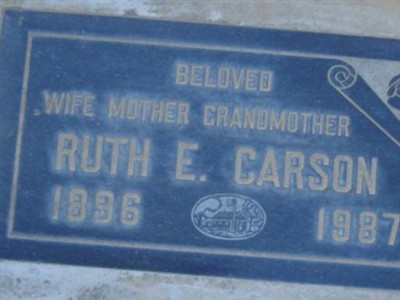 BELOVED
WIFE MOTHER GRANDMOTHER
RUTH E. CARSON
1896 1987